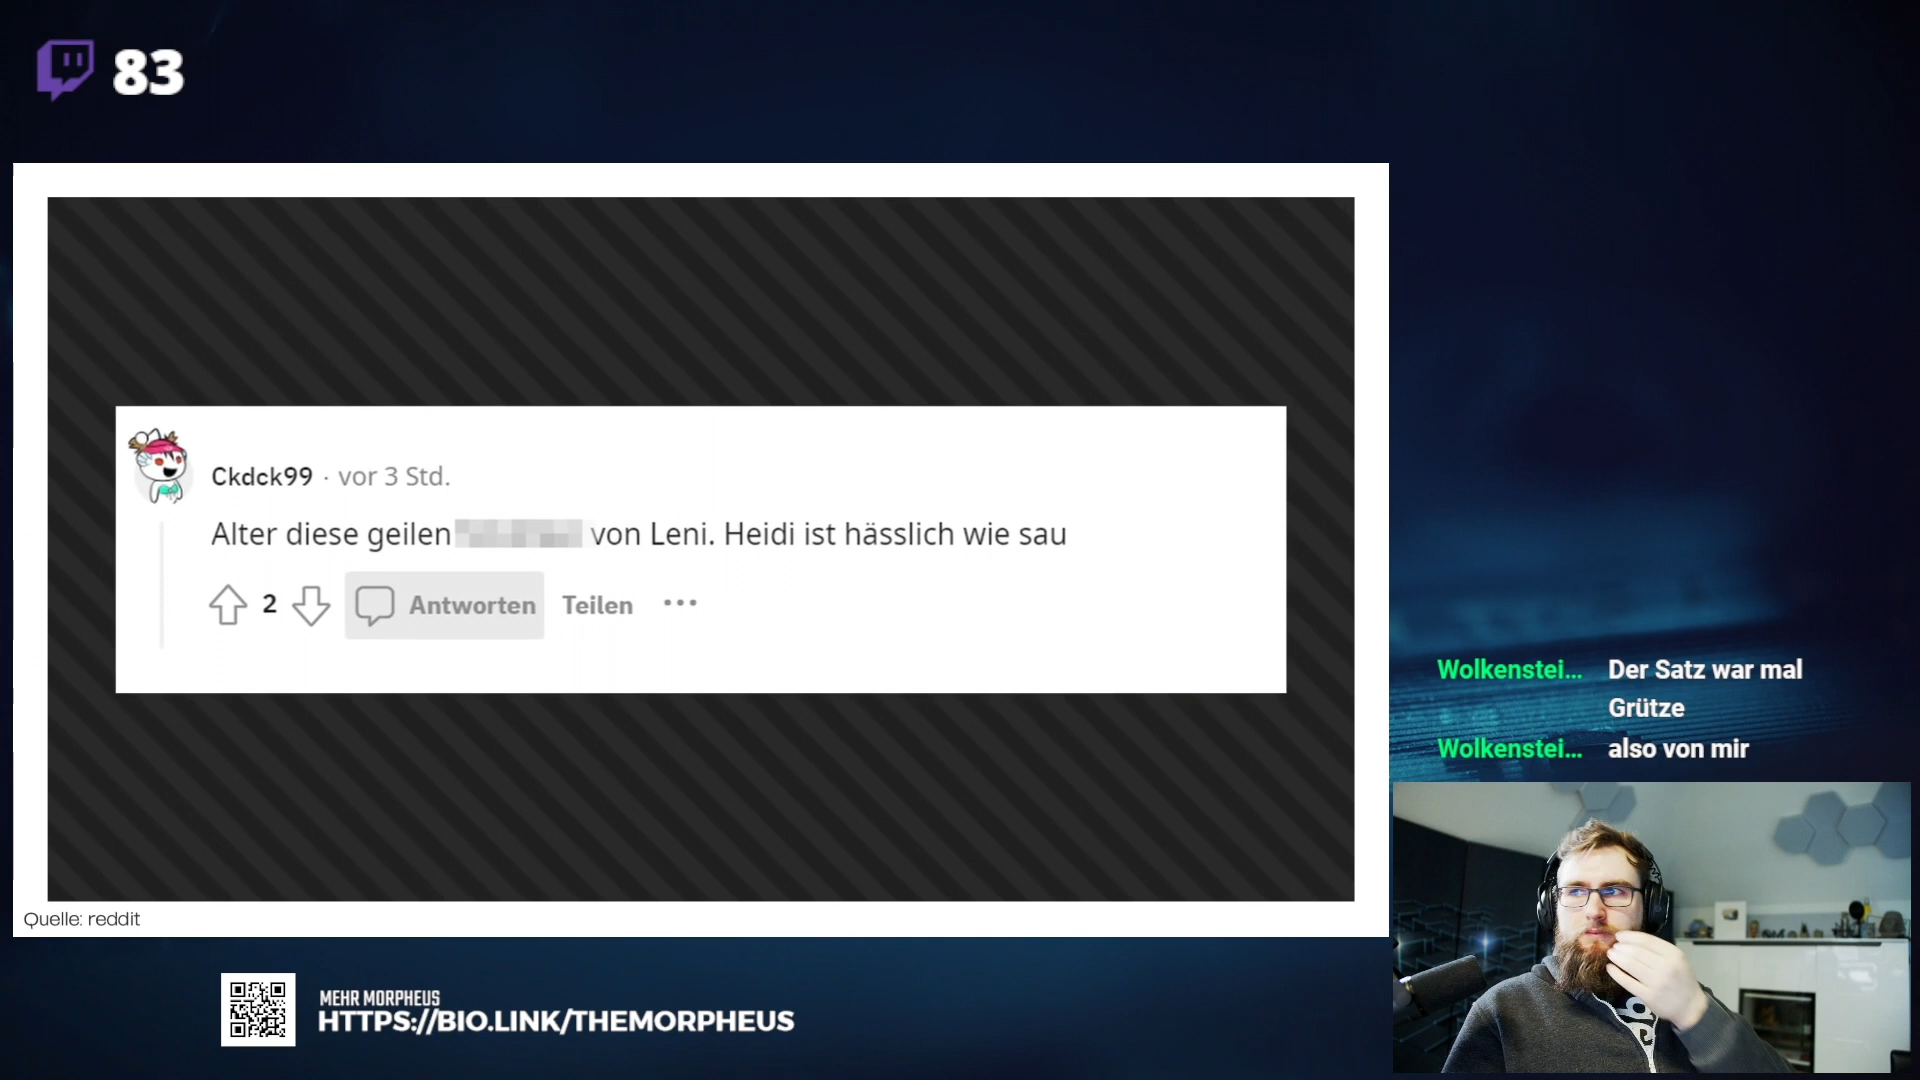 83
Ckdck99 · vor 3 Std.
Alter diese geilen von Leni. Heidi ist hässlich wie sau
2 Antworten Teilen ...
Quelle: reddit
Wolkenstei... Der Satz war mal
Grütze
Wolkenstei... also von mir
MEHR MORPHEUS
HTTPS://BIO.LINK/THEMORPHEUS